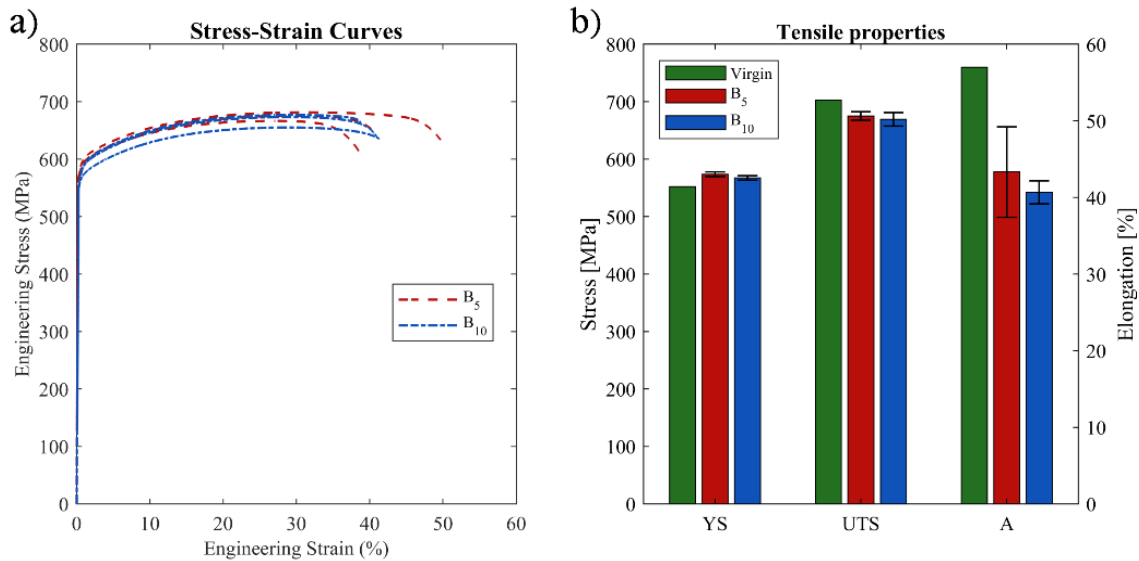 a)
Stress-Strain Curves
800
700
600
500
400
300
200
100
0
Engineering Stress (MPa)
0 10 20 30 40 50 60
Engineering Strain (%)
B5
B10
b)
Tensile properties
800
700
600
500
400
300
200
100
0
Stress [MPa]
Virgin
B5
B10
YS UTS A
60
50
40
30
20
10
0
Elongation [%]